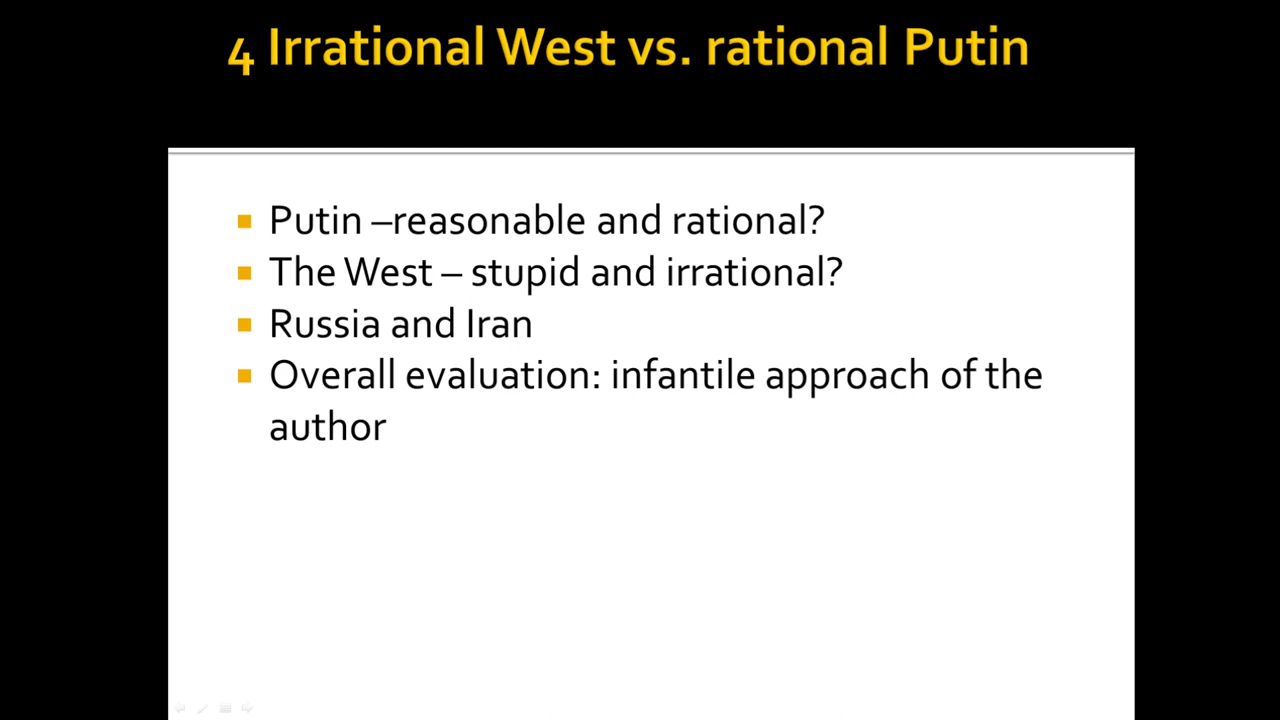 4 Irrational West vs. rational Putin
Putin –reasonable and rational?
The West – stupid and irrational?
Russia and Iran
Overall evaluation: infantile approach of the
author